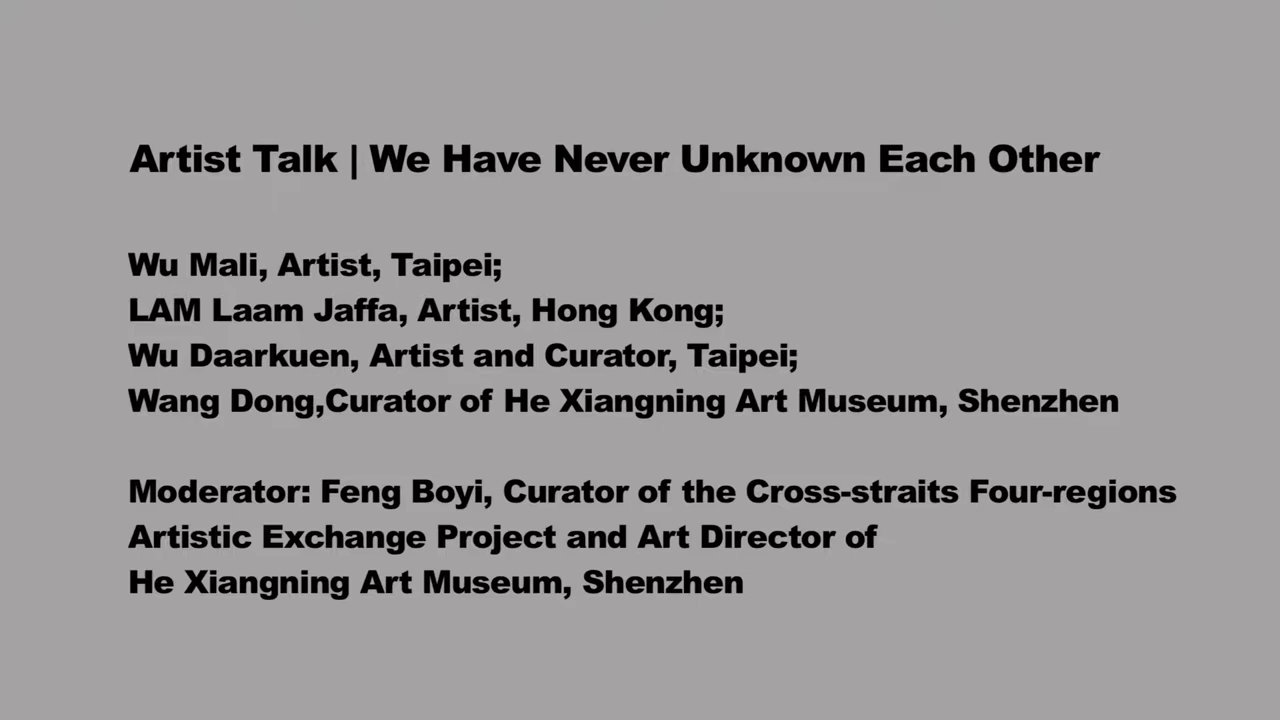 Artist Talk | We Have Never Unknown Each Other
Wu Mali, Artist, Taipei;
LAM Laam Jaffa, Artist, Hong Kong;
Wu Daarkuen, Artist and Curator, Taipei;
Wang Dong,Curator of He Xiangning Art Museum, Shenzhen
Moderator: Feng Boyi, Curator of the Cross-straits Four-regions
Artistic Exchange Project and Art Director of
He Xiangning Art Museum, Shenzhen